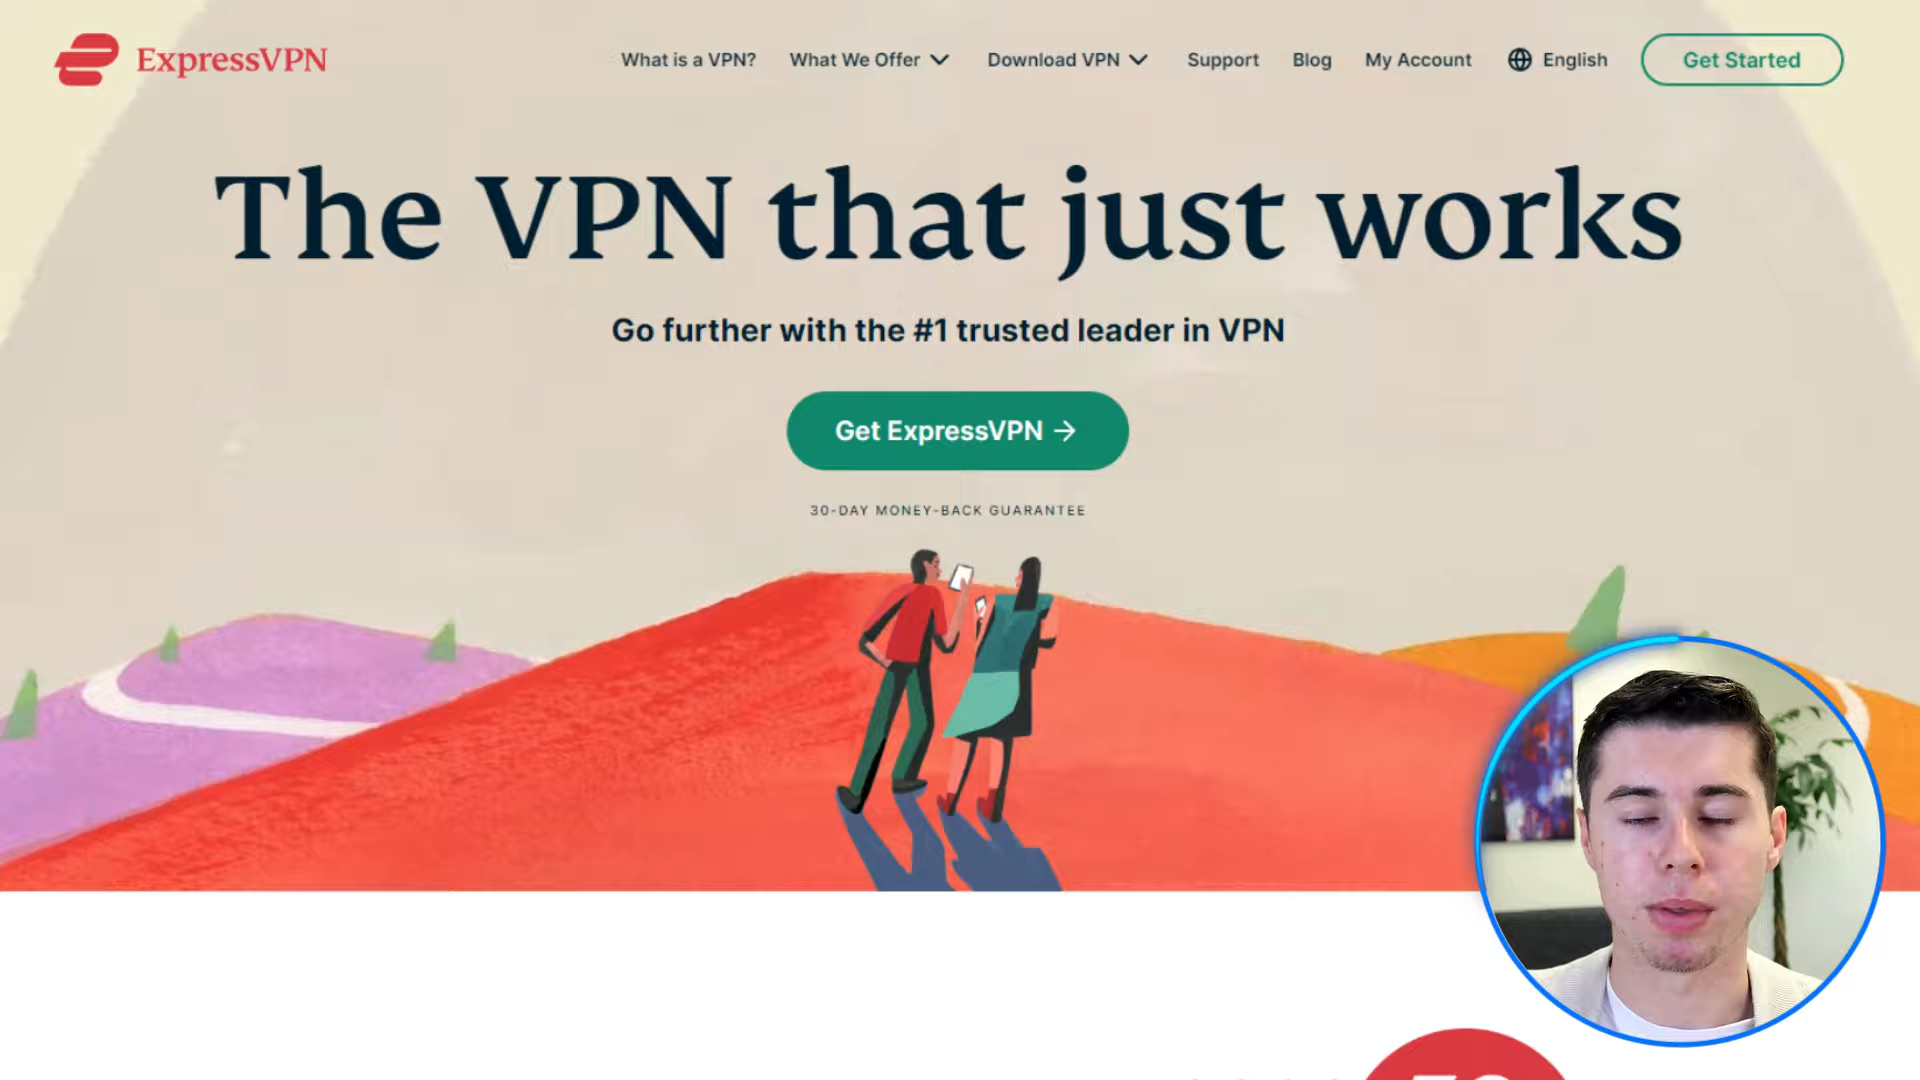 ExpressVPN
What is a VPN?
What We Offer
Download VPN
Support
Blog
My Account
English
Get Started
The VPN that just works
Go further with the #1 trusted leader in VPN
Get ExpressVPN →
30-DAY MONEY-BACK GUARANTEE